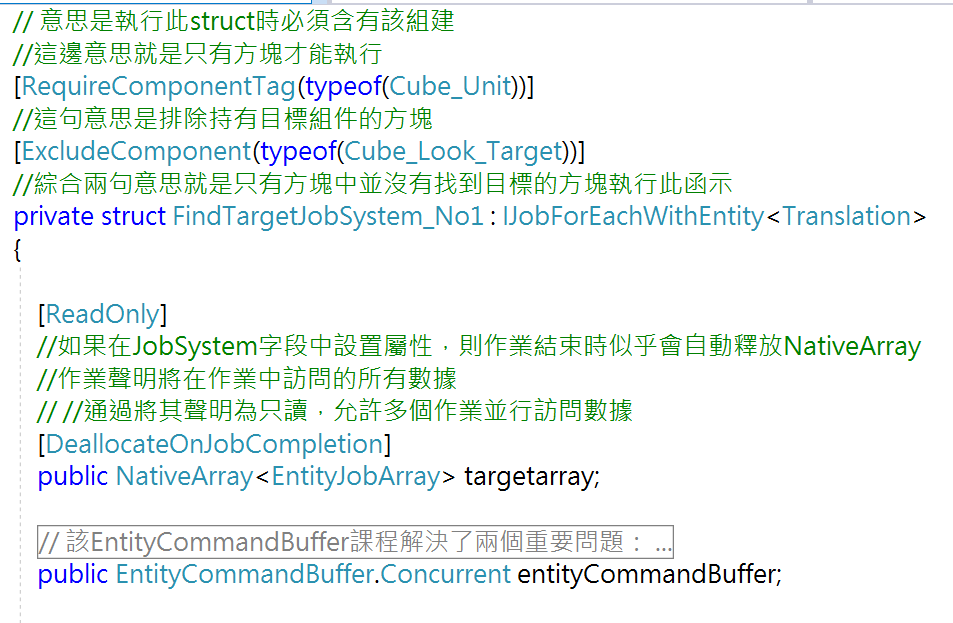 // 意思是執行此struct時必須含有該組建
//這邊意思就是只有方塊才能執行
[RequireComponentTag(typeof(Cube_Unit))]
//這句意思是排除持有目標組件的方塊
[ExcludeComponent(typeof(Cube_Look_Target))]
//綜合兩句意思就是只有方塊中並沒有找到目標的方塊執行此函示
private struct FindTargetJobSystem_No1 : IJobForEachWithEntity<Translation>
{
[ReadOnly]
//如果在JobSystem字段中設置屬性，則作業結束時似乎會自動釋放NativeArray
//作業聲明將在作業中訪問的所有數據
// //通過將其聲明為只讀，允許多個作業並行訪問數據
[DeallocateOnJobCompletion]
public NativeArray<EntityJobArray> targetarray;
// 該EntityCommandBuffer課程解決了兩個重要問題： ...
public EntityCommandBuffer.Concurrent entityCommandBuffer;